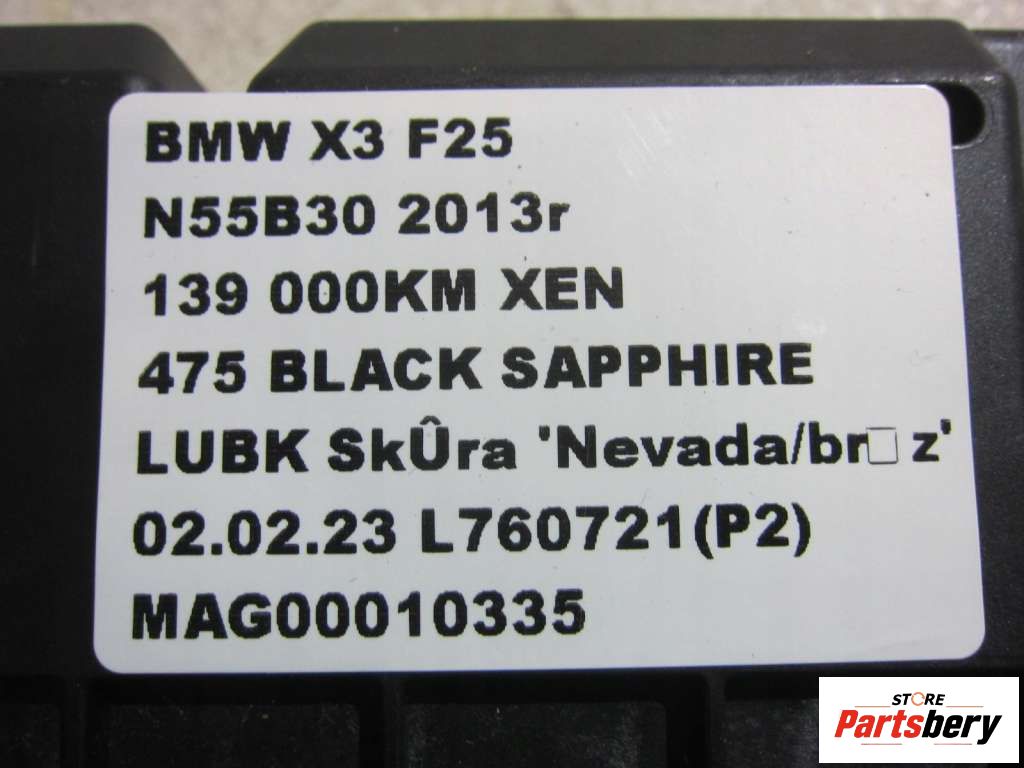 BMW X3 F25
N55B30 2013r
139 000KM XEN
475 BLACK SAPPHIRE
LUBK SkÛra 'Nevada/br□z'
02.02.23 L760721(P2)
MAG00010335
STORE
Partsbery